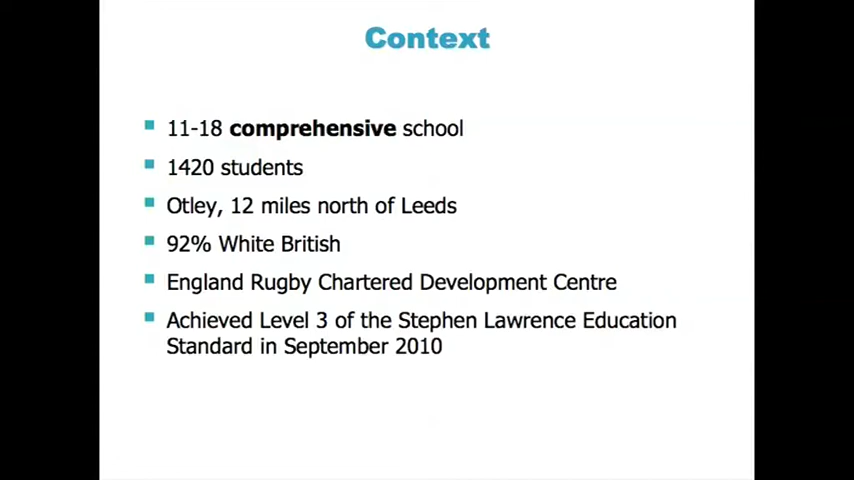 Context
11-18 comprehensive school
1420 students
Otley, 12 miles north of Leeds
92% White British
England Rugby Chartered Development Centre
Achieved Level 3 of the Stephen Lawrence Education
Standard in September 2010